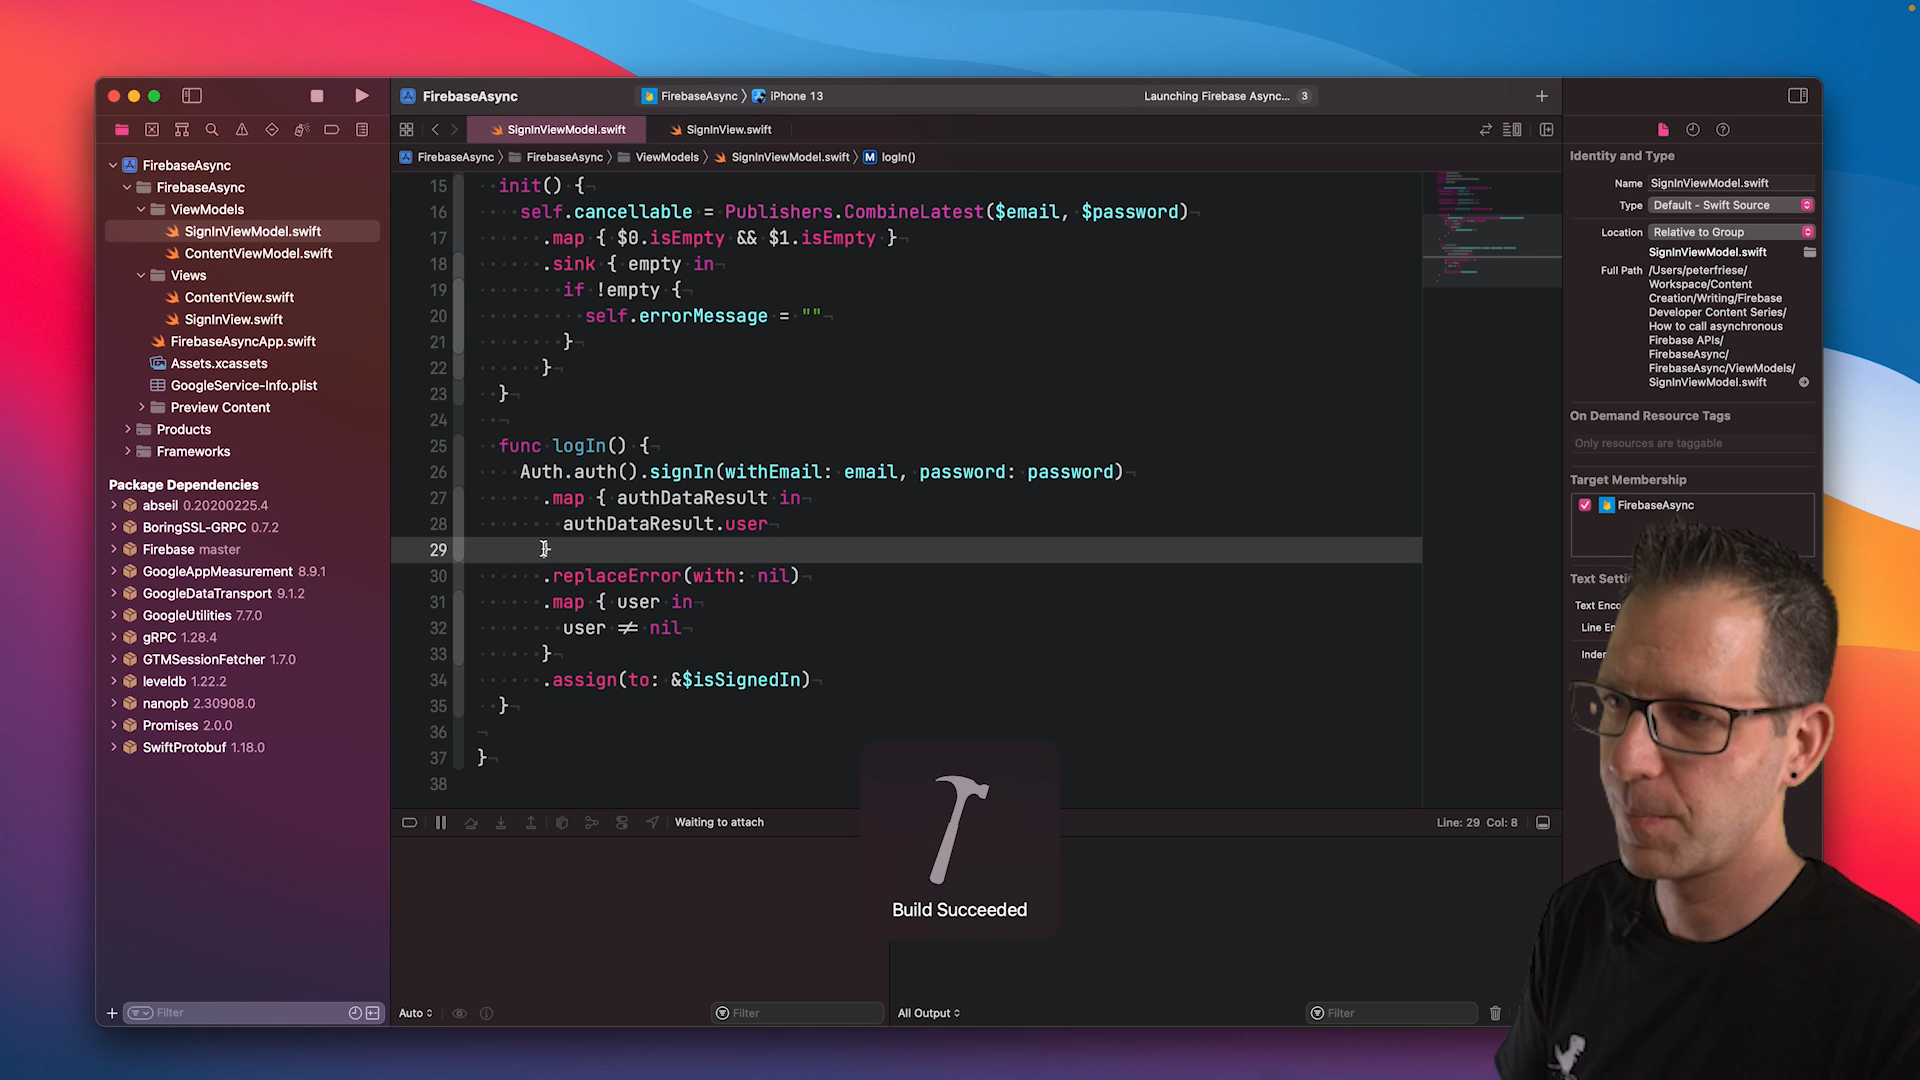 FirebaseAsync
FirebaseAsync
iPhone 13
Launching Firebase Async...
3
SignInViewModel.swift
SignInView.swift
FirebaseAsync
FirebaseAsync
ViewModels
SignInViewModel.swift
M
logIn()
FirebaseAsync
FirebaseAsync
ViewModels
SignInViewModel.swift
ContentViewModel.swift
Views
ContentView.swift
SignInView.swift
FirebaseAsyncApp.swift
Assets.xcassets
GoogleService-Info.plist
Preview Content
Products
Frameworks
Package Dependencies
abseil 0.20200225.4
BoringSSL-GRPC 0.7.2
Firebase master
GoogleAppMeasurement 8.9.1
GoogleDataTransport 9.1.2
GoogleUtilities 7.7.0
gRPC 1.28.4
GTMSessionFetcher 1.7.0
leveldb 1.22.2
nanopb 2.30908.0
Promises 2.0.0
SwiftProtobuf 1.18.0
Filter
15 init() {
16 self.cancellable = Publishers.CombineLatest($email, $password)
17 .map { $0.isEmpty && $1.isEmpty }
18 .sink { empty in
19 if !empty {
20 self.errorMessage = ""
21 }
22 }
23 }
24
25 func logIn() {
26 Auth.auth().signIn(withEmail: email, password: password)
27 .map { authDataResult in
28 authDataResult.user
29 }
30 .replaceError(with: nil)
31 .map { user in
32 user ≠ nil
33 }
34 .assign(to: &$isSignedIn)
35 }
36
37 }
38
Waiting to attach
Line: 29 Col: 8
Build Succeeded
Auto
Filter
All Output
Filter
Identity and Type
Name SignInViewModel.swift
Type Default - Swift Source
Location Relative to Group
SignInViewModel.swift
Full Path /Users/peterfriese/
Workspace/Content
Creation/Writing/Firebase
Developer Content Series/
How to call asynchronous
Firebase APIs/
FirebaseAsync/
FirebaseAsync/ViewModels/
SignInViewModel.swift
On Demand Resource Tags
Only resources are taggable
Target Membership
FirebaseAsync
Text
Text
Line